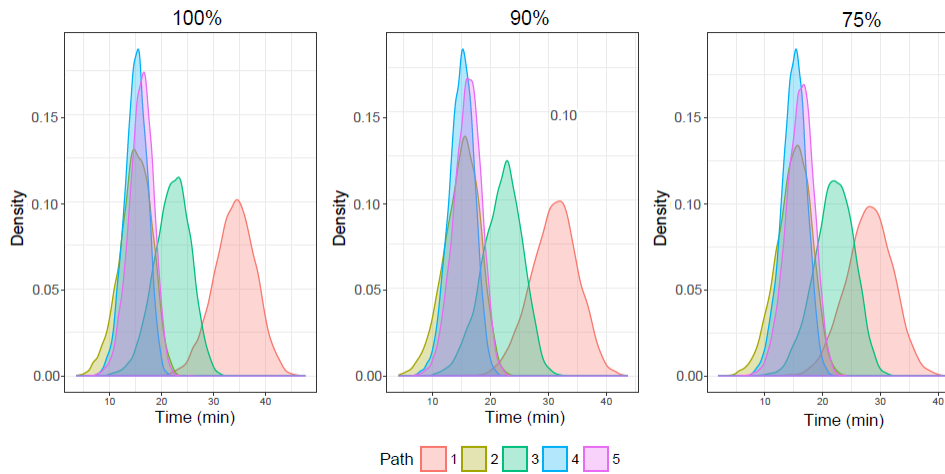 100% 90% 75%
0.15 0.15 0.10 0.15
0.10 0.10 0.10
Density Density Density
0.05 0.05 0.05
0.00 0.00 0.00
10 20 30 40 10 20 30 40 10 20 30 40
Time (min) Time (min) Time (min)
Path 1 2 3 4 5